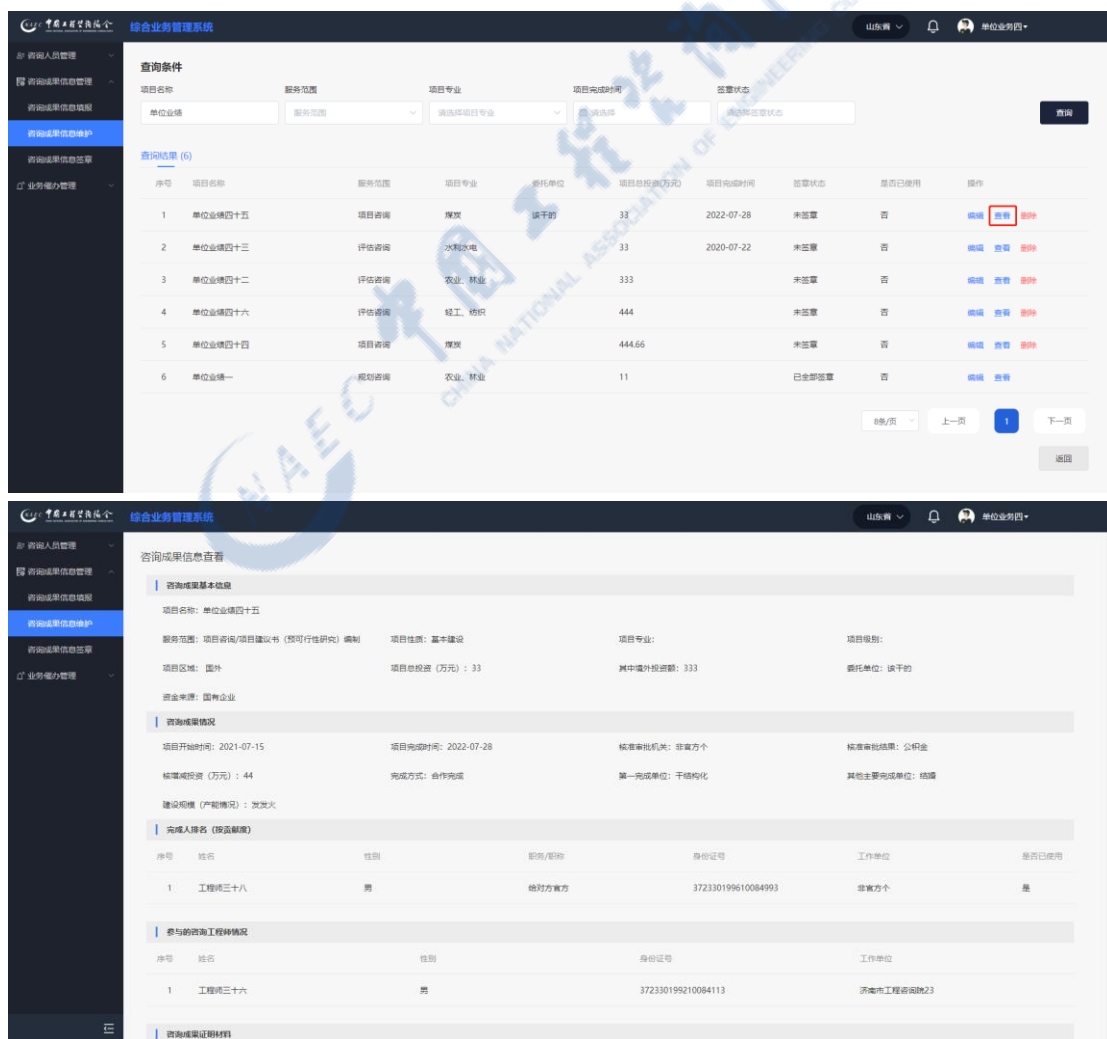 中国工程咨询协会 综合业务管理系统 山东省 单位业务四
咨询人员管理
咨询成果信息管理
咨询成果信息填报
咨询成果信息维护
咨询成果信息签章
业务催办管理
查询条件
项目名称 服务范围 项目专业 项目完成时间 签章状态
单位业绩 服务范围 请选择项目专业 请选择 请选择签章状态 查询
查询结果 (6)
序号 项目名称 服务范围 项目专业 委托单位 项目总投资(万元) 项目完成时间 签章状态 是否已使用 操作
1 单位业绩四十五 项目咨询 煤炭 该干的 33 2022-07-28 未签章 否 编辑 查看 删除
2 单位业绩四十三 评估咨询 水利水电 33 2020-07-22 未签章 否 编辑 查看 删除
3 单位业绩四十二 评估咨询 农业、林业 333 未签章 否 编辑 查看 删除
4 单位业绩四十六 评估咨询 轻工、纺织 444 未签章 否 编辑 查看 删除
5 单位业绩四十四 项目咨询 煤炭 444.66 未签章 否 编辑 查看 删除
6 单位业绩一 规划咨询 农业、林业 11 已全部签章 否 编辑 查看
8条/页 上一页 1 下一页
返回
CNAEC 中国工程咨询
CHINA NATIONAL ASSOCIATION OF ENGINEERING
中国工程咨询协会 综合业务管理系统 山东省 单位业务四
咨询人员管理
咨询成果信息管理
咨询成果信息填报
咨询成果信息维护
咨询成果信息签章
业务催办管理
咨询成果信息查看
咨询成果基本信息
项目名称：单位业绩四十五
服务范围：项目咨询/项目建议书（预可行性研究）编制 项目性质：基本建设 项目专业： 项目级别：
项目区域： 国外 项目总投资（万元）：33 其中境外投资额：333 委托单位：该干的
资金来源：国有企业
咨询成果情况
项目开始时间：2021-07-15 项目完成时间：2022-07-28 核准审批机关：非官方个 核准审批结果：公积金
核增减投资（万元）：44 完成方式：合作完成 第一完成单位：干结构化 其他主要完成单位：结婚
建设规模（产能情况）：发发火
完成人排名（按贡献度）
序号 姓名 性别 职务/职称 身份证号 工作单位 是否已使用
1 工程师三十八 男 给对方官方 372330199610084993 非官方个 是
参与的咨询工程师情况
序号 姓名 性别 身份证号 工作单位
1 工程师三十六 男 372330199210084113 济南市工程咨询院23
咨询成果证明材料